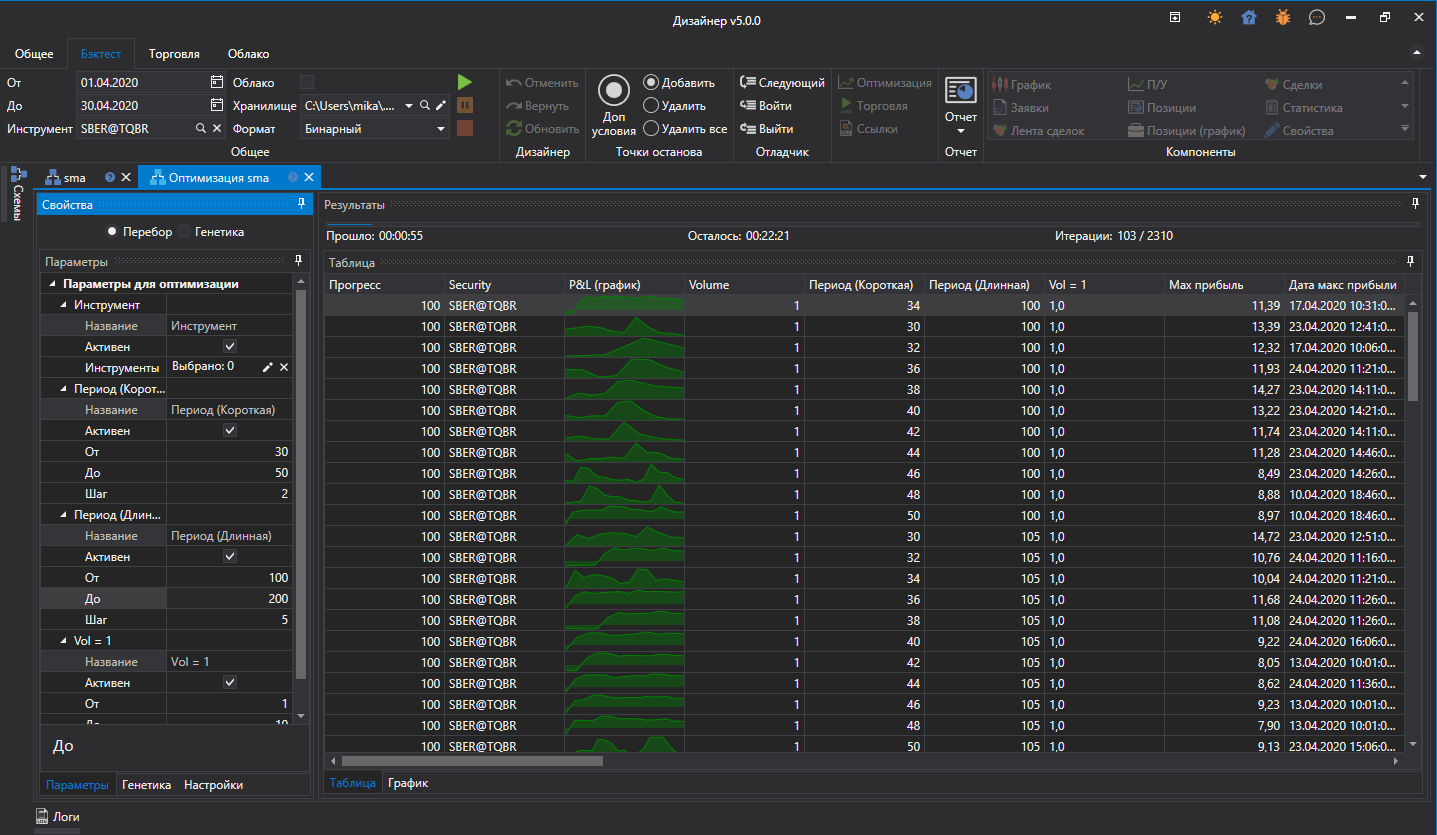 Дизайнер v5.0.0
Общее Бэктест Торговля Облако
От 01.04.2020 Облако
До 30.04.2020 Хранилище C:\Users\mika\....
Инструмент SBER@TQBR Формат Бинарный
Общее
Отменить
Вернуть
Обновить
Дизайнер
Доп условия
Добавить
Удалить
Удалить все
Точки останова
Следующий
Войти
Выйти
Отладчик
Оптимизация
Торговля
Ссылки
Отчет
Отчет
График П/У Сделки
Заявки Позиции Статистика
Лента сделок Позиции (график) Свойства
Компоненты
Схемы
sma Оптимизация sma
Свойства
Перебор Генетика
Параметры
Параметры для оптимизации
Инструмент
Название Инструмент
Активен
Инструменты Выбрано: 0
Период (Корот...
Название Период (Короткая)
Активен
От 30
До 50
Шаг 2
Период (Длин...
Название Период (Длинная)
Активен
От 100
До 200
Шаг 5
Vol = 1
Название Vol = 1
Активен
От 1
До 10
До
Параметры Генетика Настройки
Результаты
Прошло: 00:00:55 Осталось: 00:22:21 Итерации: 103 / 2310
Таблица
Прогресс Security P&L (график) Volume Период (Короткая) Период (Длинная) Vol = 1 Мах прибыль Дата макс прибыли
100 SBER@TQBR 1 34 100 1,0 11,39 17.04.2020 10:31:0...
100 SBER@TQBR 1 30 100 1,0 13,39 23.04.2020 12:41:0...
100 SBER@TQBR 1 32 100 1,0 12,32 17.04.2020 10:06:0...
100 SBER@TQBR 1 36 100 1,0 11,93 24.04.2020 11:21:0...
100 SBER@TQBR 1 38 100 1,0 14,27 23.04.2020 14:11:0...
100 SBER@TQBR 1 40 100 1,0 13,22 23.04.2020 14:21:0...
100 SBER@TQBR 1 42 100 1,0 11,74 23.04.2020 14:11:0...
100 SBER@TQBR 1 44 100 1,0 11,28 23.04.2020 14:46:0...
100 SBER@TQBR 1 46 100 1,0 8,49 23.04.2020 14:26:0...
100 SBER@TQBR 1 48 100 1,0 8,88 10.04.2020 18:46:0...
100 SBER@TQBR 1 50 100 1,0 8,97 10.04.2020 18:46:0...
100 SBER@TQBR 1 30 105 1,0 14,72 23.04.2020 12:51:0...
100 SBER@TQBR 1 32 105 1,0 10,76 24.04.2020 11:16:0...
100 SBER@TQBR 1 34 105 1,0 10,04 24.04.2020 11:21:0...
100 SBER@TQBR 1 36 105 1,0 11,68 24.04.2020 11:26:0...
100 SBER@TQBR 1 38 105 1,0 11,08 24.04.2020 11:26:0...
100 SBER@TQBR 1 40 105 1,0 9,22 24.04.2020 16:06:0...
100 SBER@TQBR 1 42 105 1,0 8,05 13.04.2020 10:01:0...
100 SBER@TQBR 1 44 105 1,0 8,62 24.04.2020 11:36:0...
100 SBER@TQBR 1 46 105 1,0 9,23 13.04.2020 10:01:0...
100 SBER@TQBR 1 48 105 1,0 7,90 13.04.2020 10:01:0...
100 SBER@TQBR 1 50 105 1,0 9,13 23.04.2020 15:06:0...
Таблица График
Логи